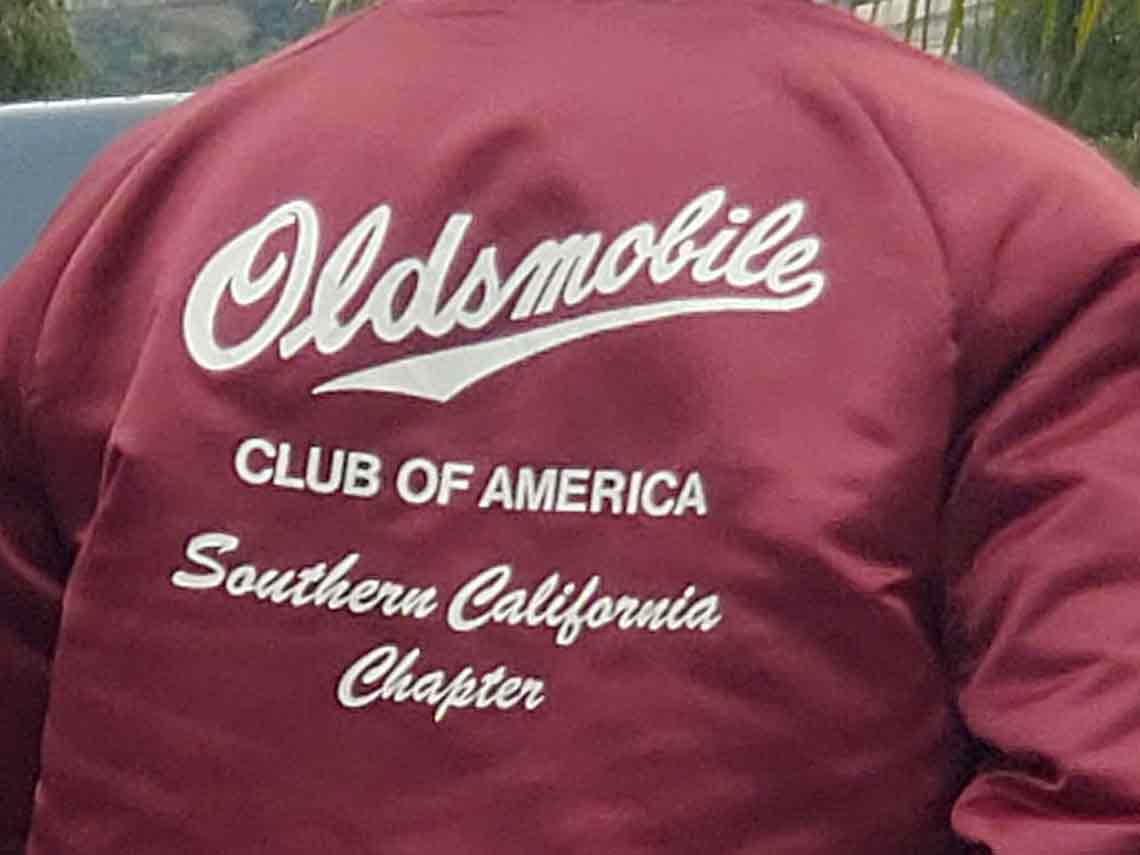 Oldsmobile
CLUB OF AMERICA
Southern California
Chapter